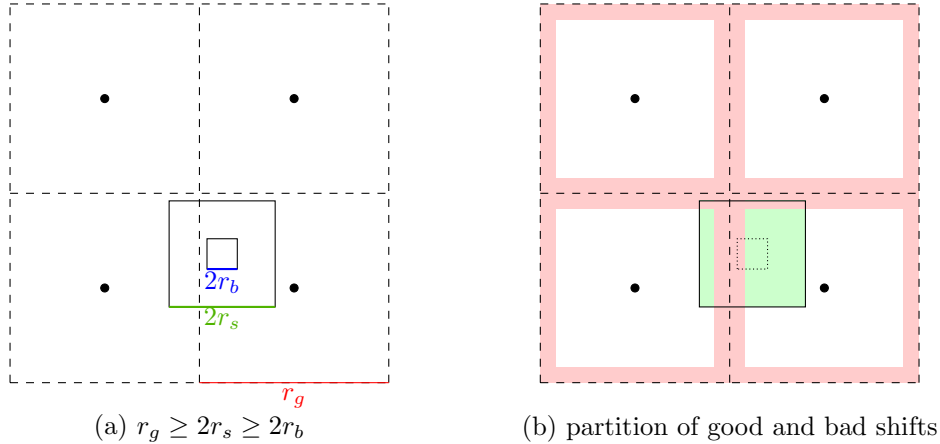 2r_b
2r_s
r_g
(a) r_g ≥ 2r_s ≥ 2r_b
(b) partition of good and bad shifts